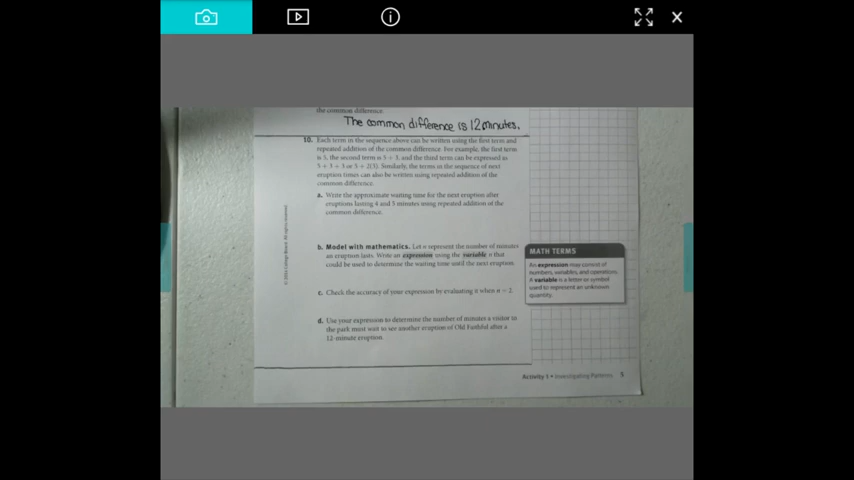 the common difference.
The common difference is 12 minutes.
10. Each term in the sequence above can be written using the first term and
repeated addition of the common difference. For example, the first term
is 5, the second term is 5 + 3, and the third term can be expressed as
5 + 3 + 3 or 5 + 2(3). Similarly, the terms in the sequence of next
eruption times can also be written using repeated addition of the
common difference.
a. Write the approximate waiting time for the next eruption after
eruptions lasting 4 and 5 minutes using repeated addition of the
common difference.
b. Model with mathematics. Let n represent the number of minutes
an eruption lasts. Write an expression using the variable n that
could be used to determine the waiting time until the next eruption.
c. Check the accuracy of your expression by evaluating it when n = 2.
d. Use your expression to determine the number of minutes a visitor to
the park must wait to see another eruption of Old Faithful after a
12-minute eruption.
MATH TERMS
An expression may consist of
numbers, variables, and operations.
A variable is a letter or symbol
used to represent an unknown
quantity.
College Board. All rights reserved.
Activity 1 • Investigating Patterns 5